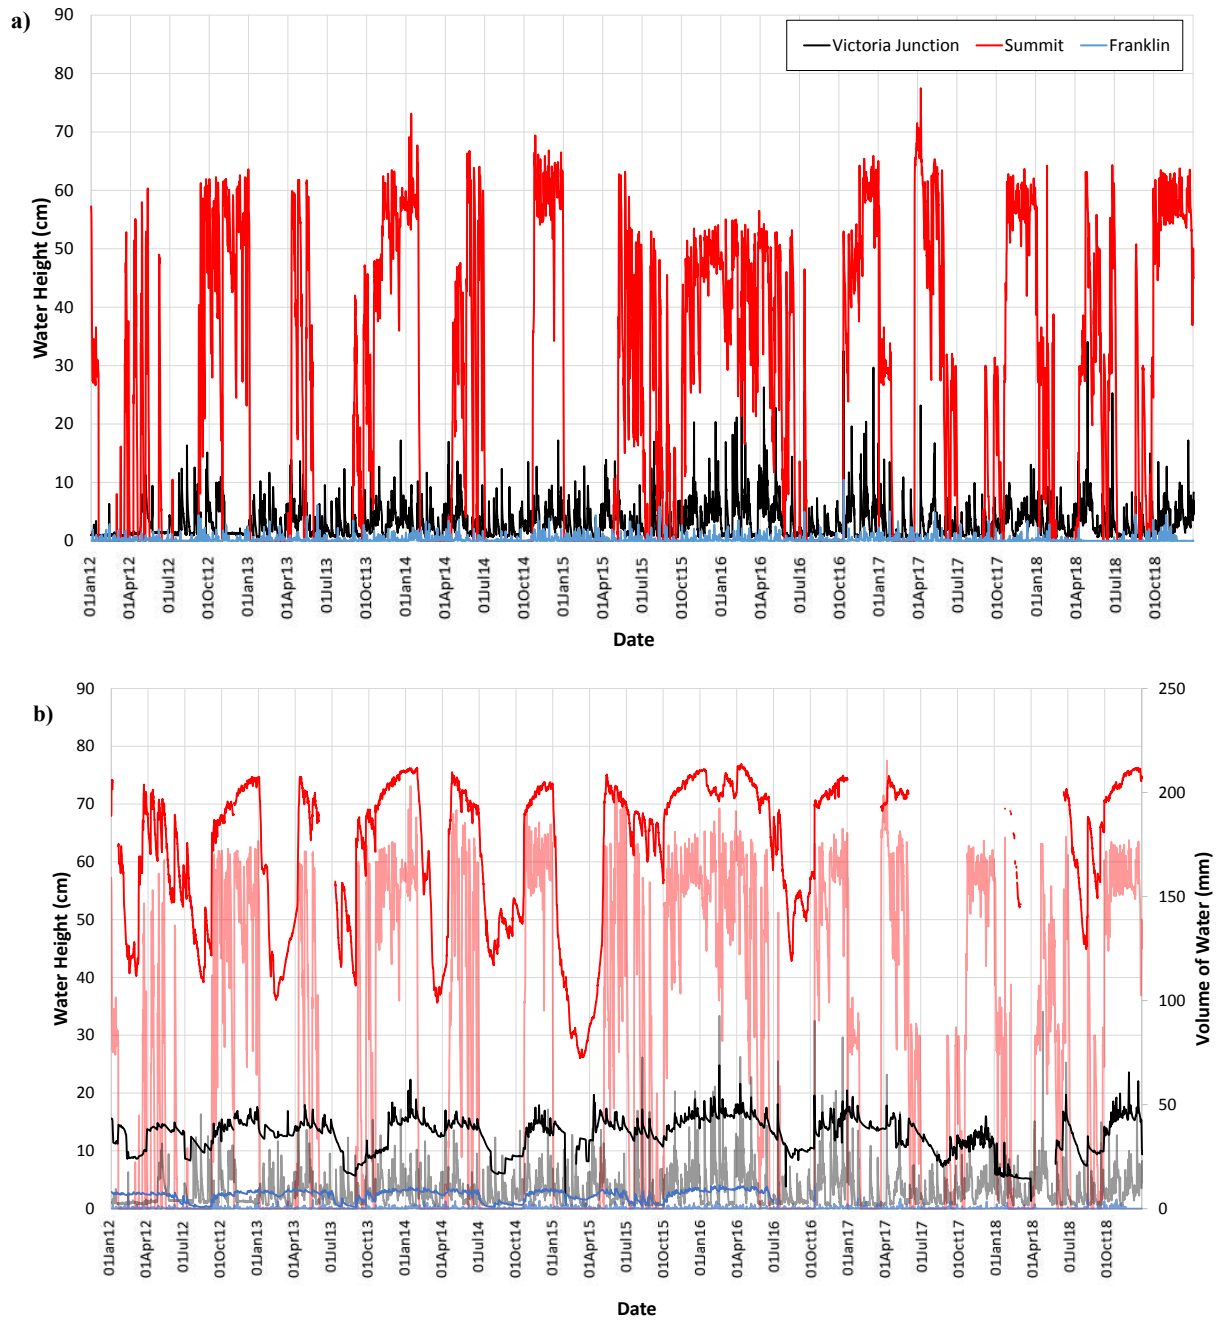 a)
Victoria Junction Summit Franklin
Water Height (cm)
90
80
70
60
50
40
30
20
10
0
01Jan12 01Apr12 01Jul12 01Oct12 01Jan13 01Apr13 01Jul13 01Oct13 01Jan14 01Apr14 01Jul14 01Oct14 01Jan15 01Apr15 01Jul15 01Oct15 01Jan16 01Apr16 01Jul16 01Oct16 01Jan17 01Apr17 01Jul17 01Oct17 01Jan18 01Apr18 01Jul18 01Oct18
Date
b)
Water Height (cm)
90
80
70
60
50
40
30
20
10
0
250
200
150
100
50
0
Volume of Water (mm)
01Jan12 01Apr12 01Jul12 01Oct12 01Jan13 01Apr13 01Jul13 01Oct13 01Jan14 01Apr14 01Jul14 01Oct14 01Jan15 01Apr15 01Jul15 01Oct15 01Jan16 01Apr16 01Jul16 01Oct16 01Jan17 01Apr17 01Jul17 01Oct17 01Jan18 01Apr18 01Jul18 01Oct18
Date